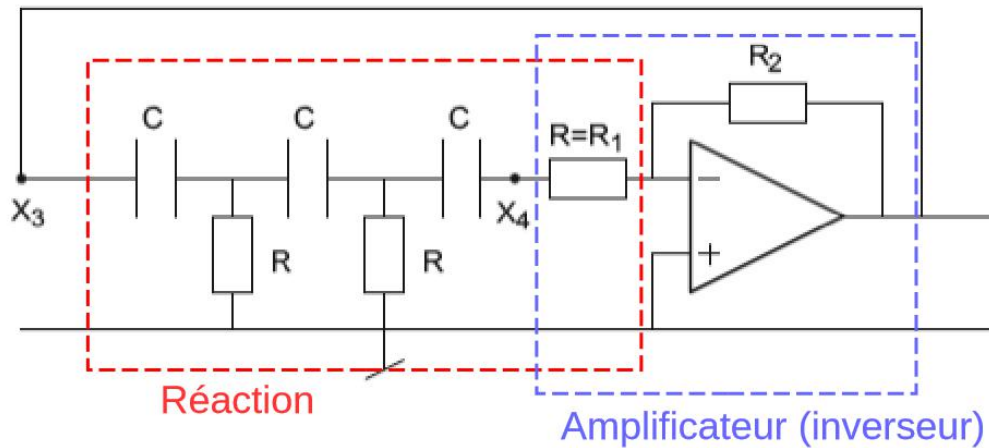 R₂
C
C
C
R=R₁
−
X₃
X₄
R
R
+
Réaction
Amplificateur (inverseur)